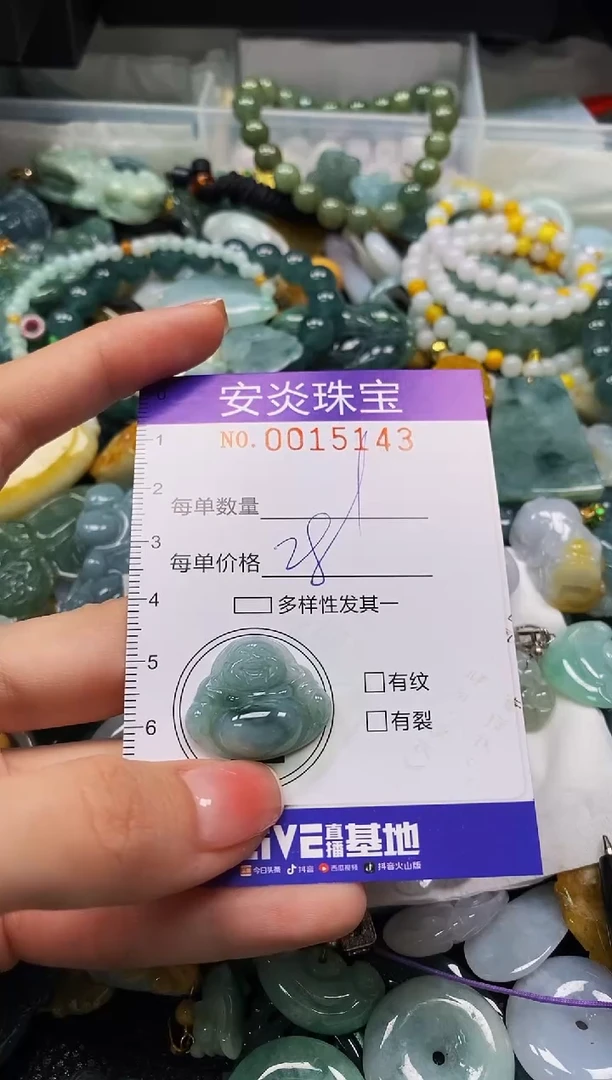 安炎珠宝
NO. 0015143
0
1
2
每单数量 1
3
每单价格 28
4
多样性发其一
5
有纹
6
有裂
LIVE直播基地
今日头条 抖音 西瓜视频 抖音火山版